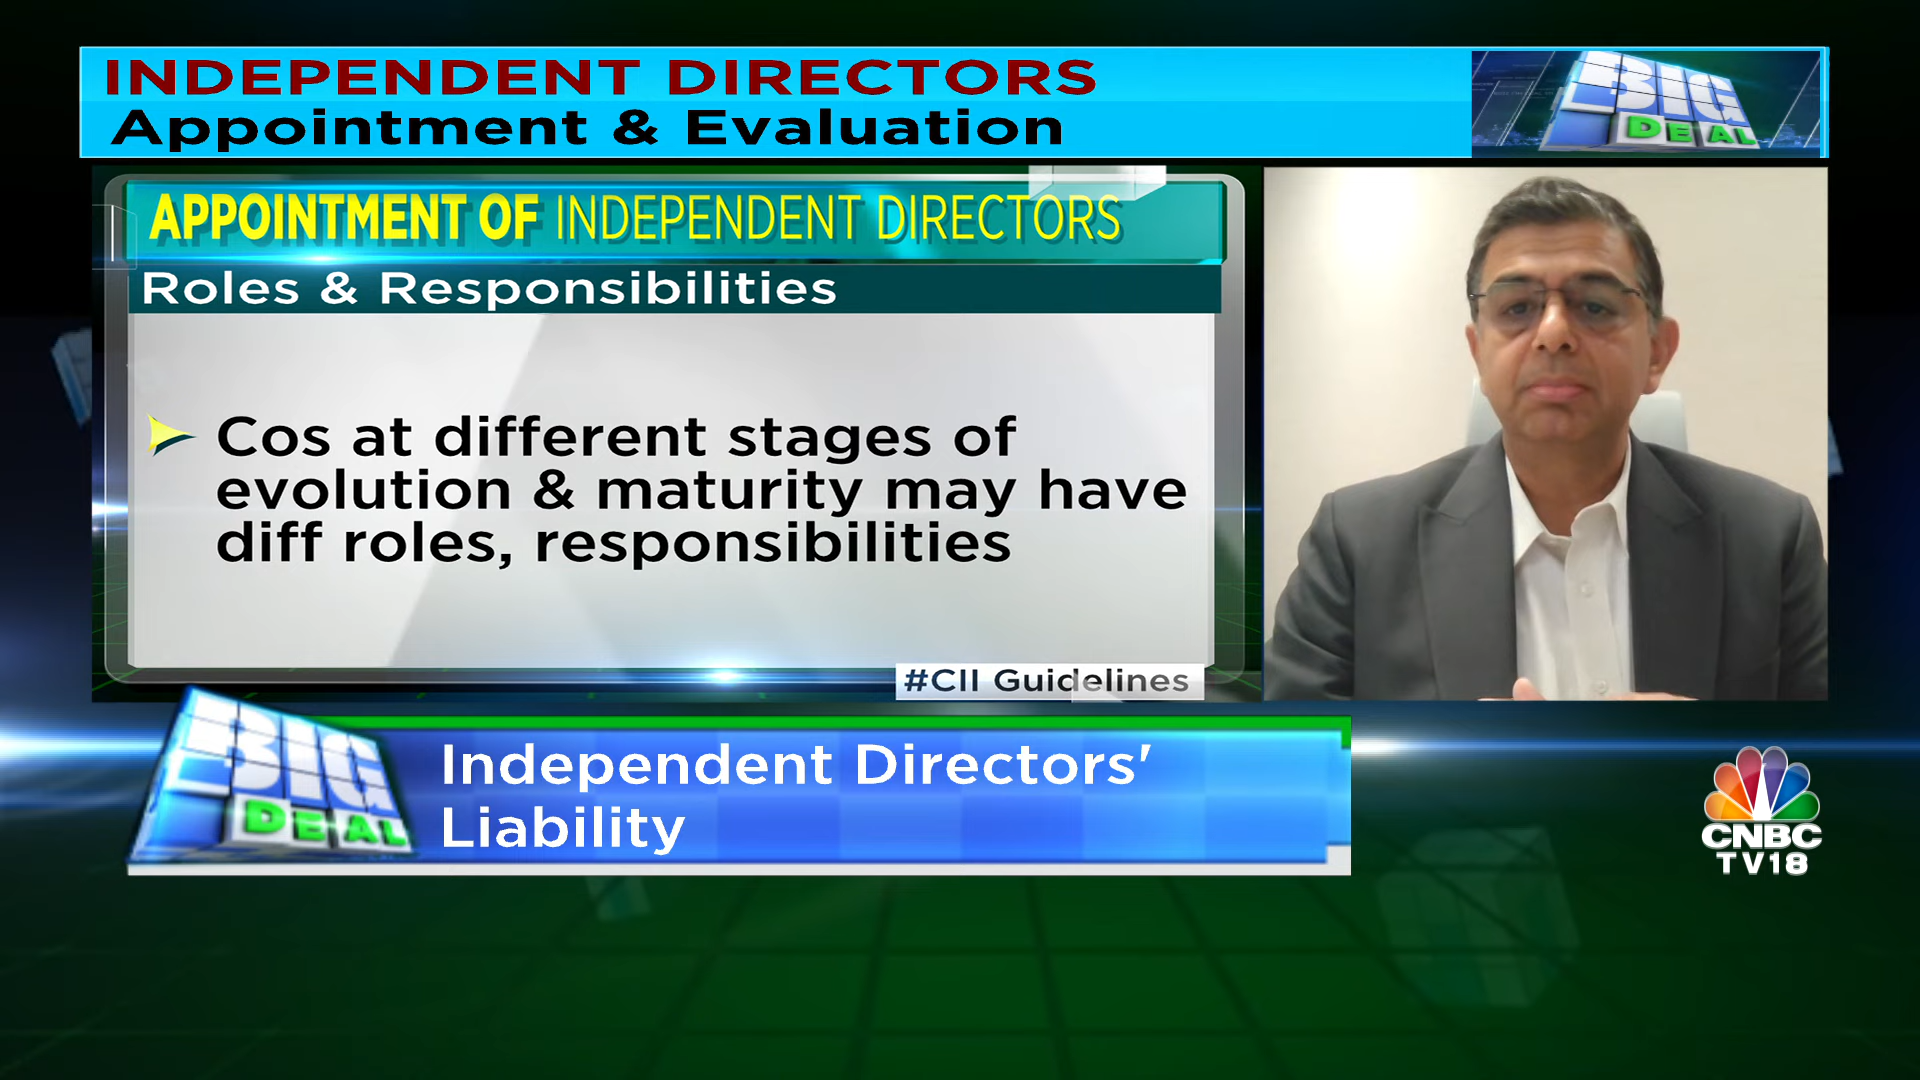 INDEPENDENT DIRECTORS
Appointment & Evaluation
BIG
DEAL
APPOINTMENT OF INDEPENDENT DIRECTORS
Roles & Responsibilities
Cos at different stages of
evolution & maturity may have
diff roles, responsibilities
#CII Guidelines
BIG
DEAL
Independent Directors'
Liability
CNBC
TV18